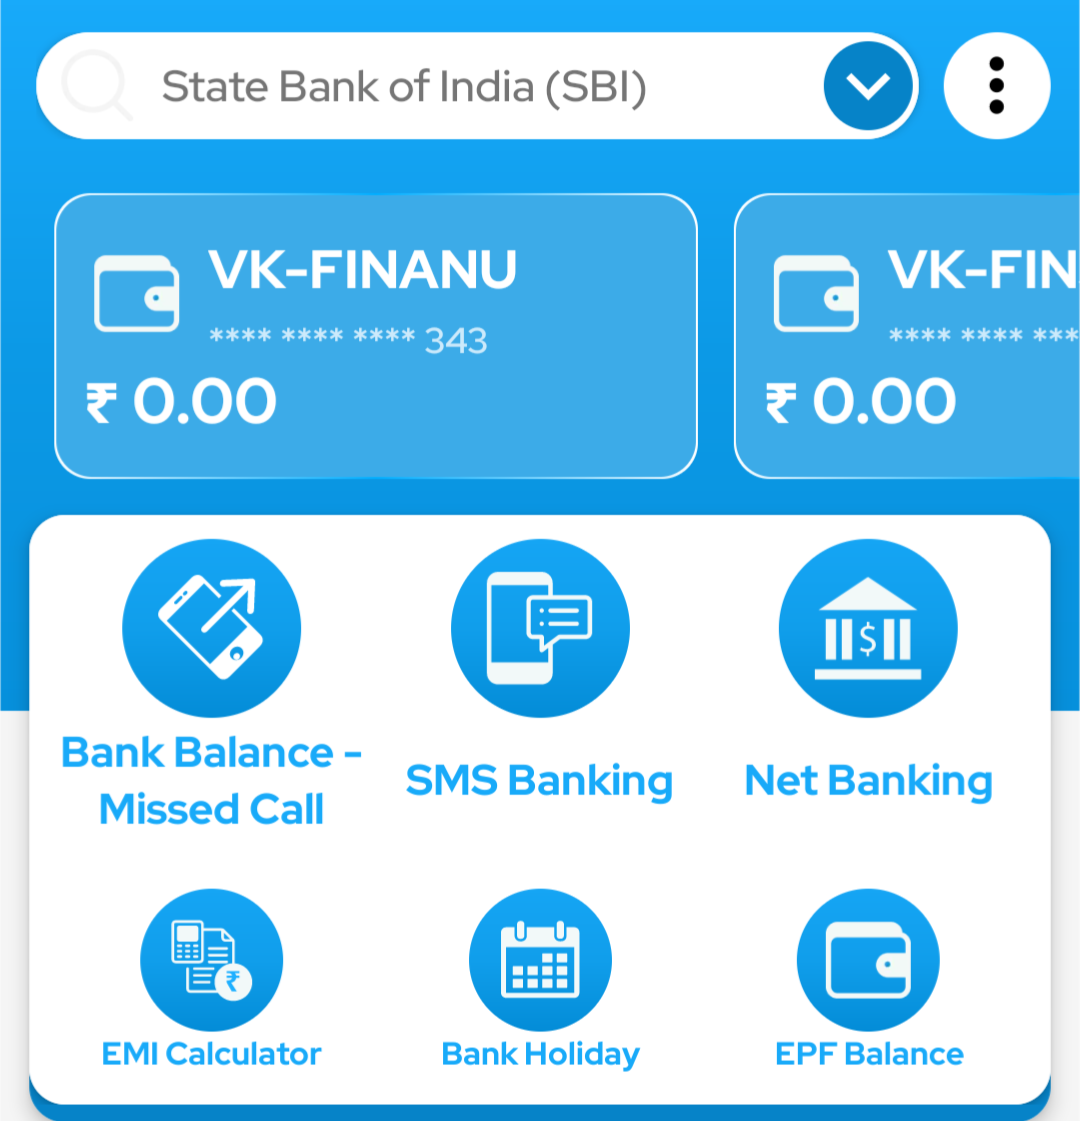 State Bank of India (SBI)
VK-FINANU
**** **** **** 343
₹ 0.00
VK-FIN
**** **** ***
₹ 0.00
$
Bank Balance -
Missed Call
SMS Banking
Net Banking
₹
EMI Calculator
Bank Holiday
EPF Balance